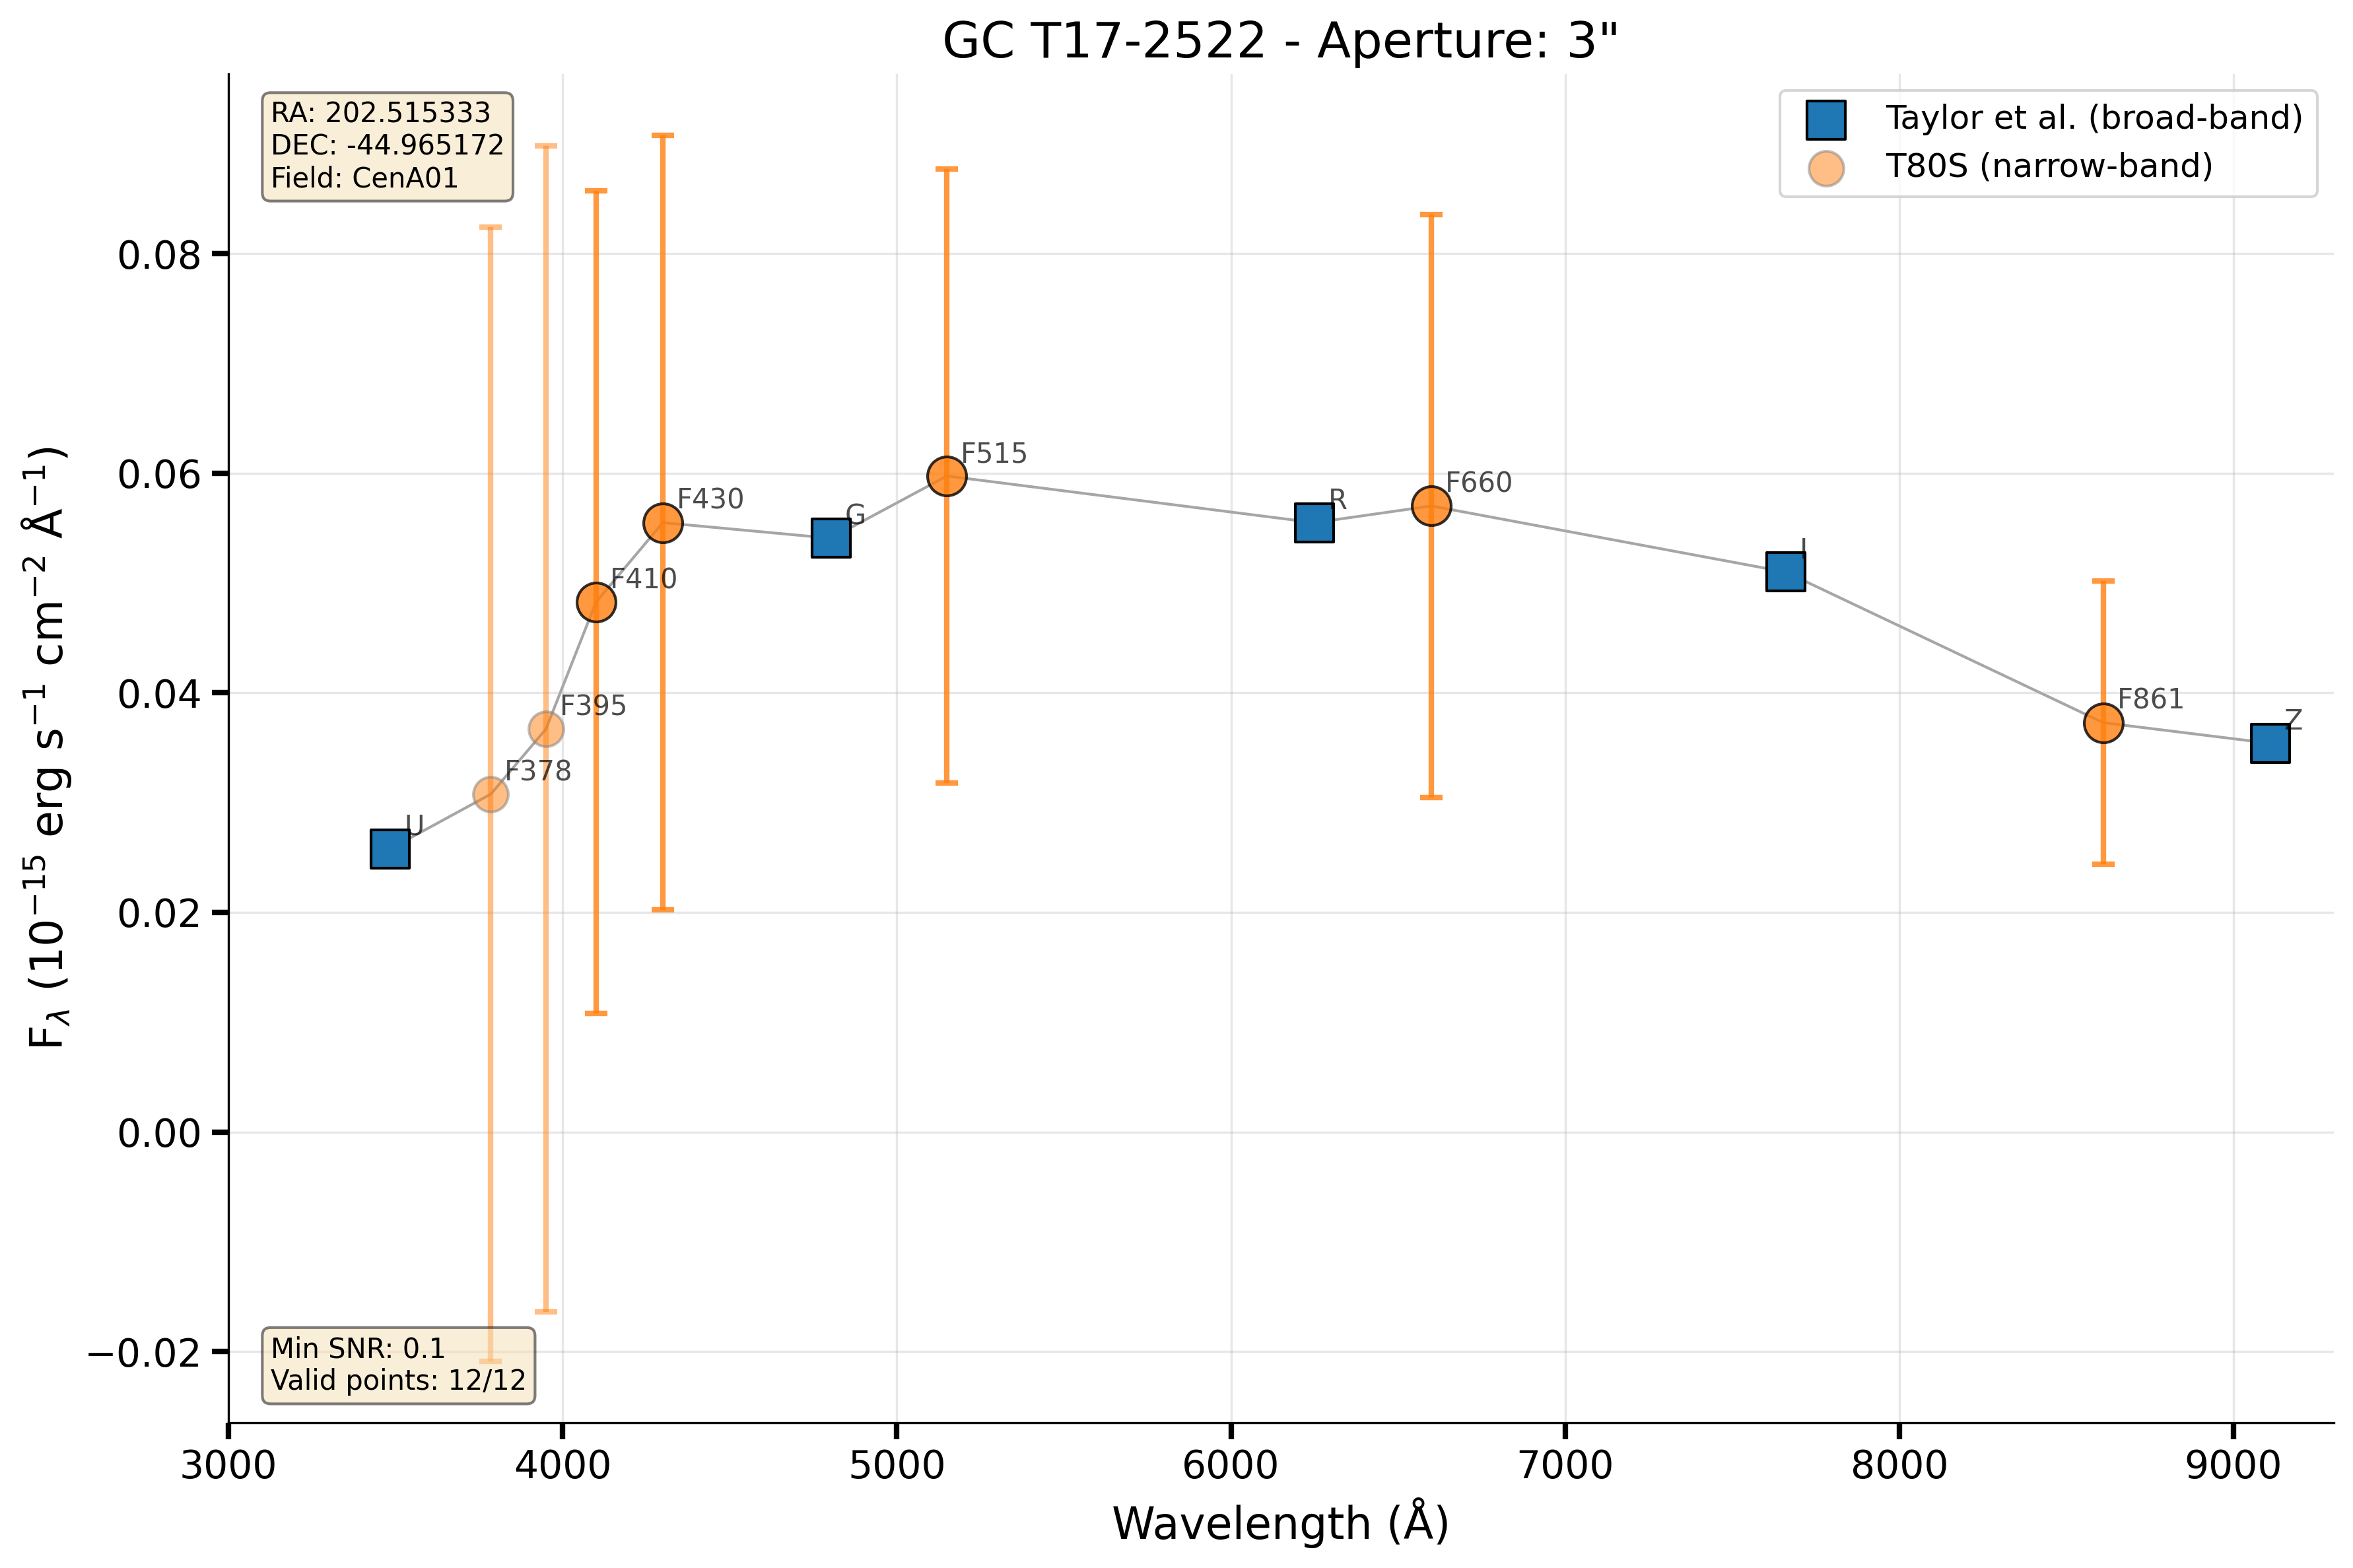 GC T17-2522 - Aperture: 3"
RA: 202.515333
DEC: -44.965172
Field: CenA01
Taylor et al. (broad-band)
T80S (narrow-band)
F_λ (10⁻¹⁵ erg s⁻¹ cm⁻² Å⁻¹)
0.08
0.06
0.04
0.02
0.00
−0.02
U
F378
F395
F410
F430
G
F515
R
F660
I
F861
Z
Min SNR: 0.1
Valid points: 12/12
3000
4000
5000
6000
7000
8000
9000
Wavelength (Å)